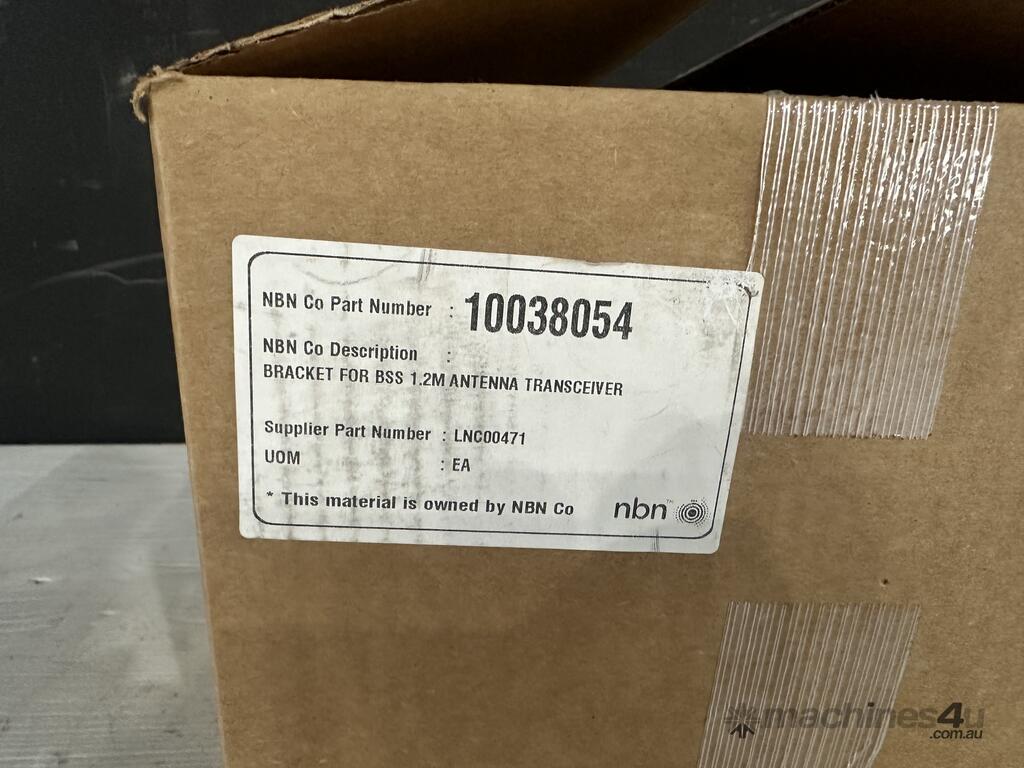 NBN Co Part Number : 10038054
NBN Co Description :
BRACKET FOR BSS 1.2M ANTENNA TRANSCEIVER
Supplier Part Number : LNC00471
UOM : EA
* This material is owned by NBN Co
nbn™
machines4u
.com.au